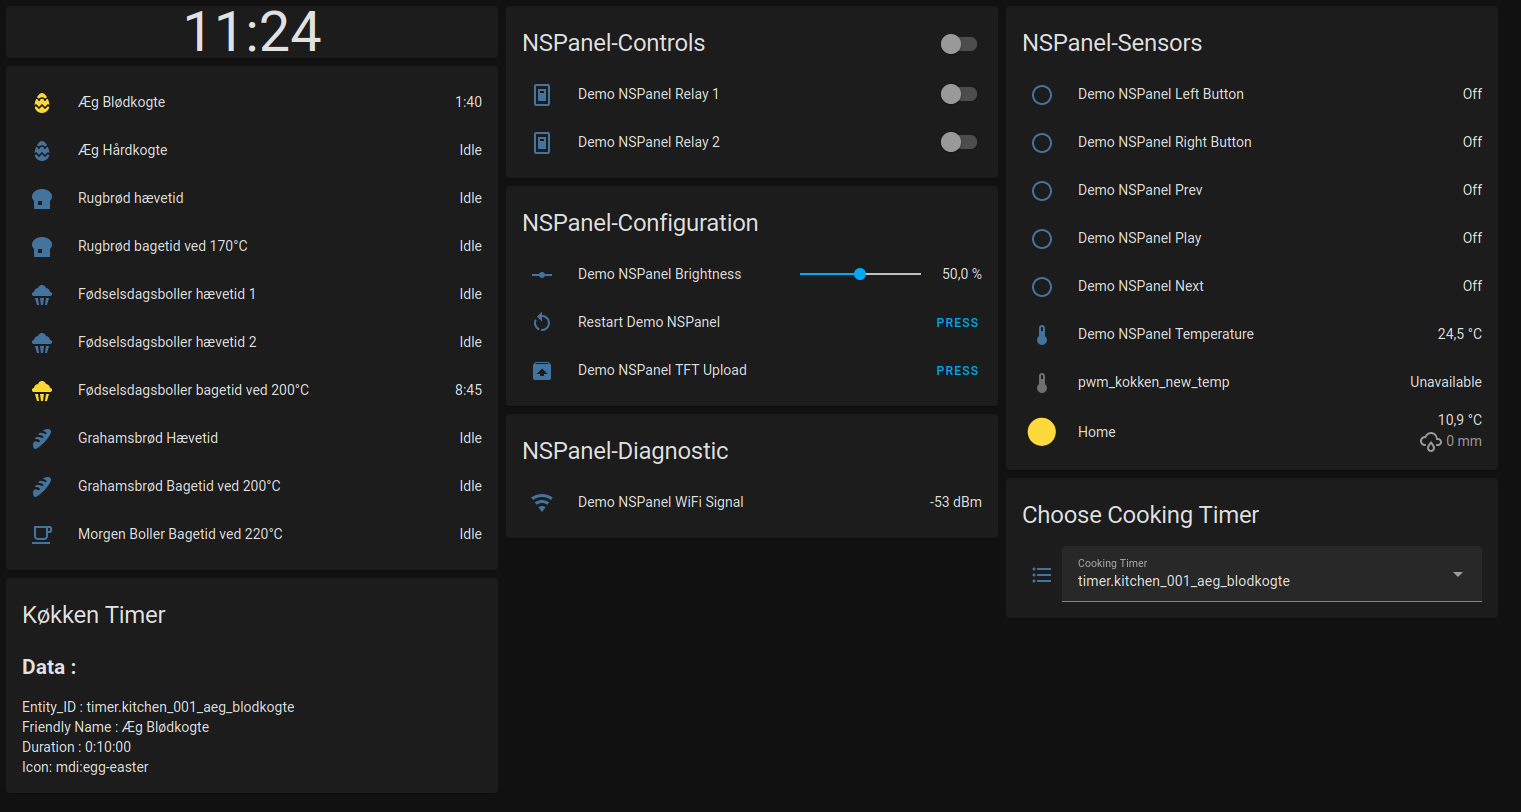 11:24
Æg Blødkogte 1:40
Æg Hårdkogte Idle
Rugbrød hævetid Idle
Rugbrød bagetid ved 170°C Idle
Fødselsdagsboller hævetid 1 Idle
Fødselsdagsboller hævetid 2 Idle
Fødselsdagsboller bagetid ved 200°C 8:45
Grahamsbrød Hævetid Idle
Grahamsbrød Bagetid ved 200°C Idle
Morgen Boller Bagetid ved 220°C Idle
Køkken Timer
Data :
Entity_ID : timer.kitchen_001_aeg_blodkogte
Friendly Name : Æg Blødkogte
Duration : 0:10:00
Icon: mdi:egg-easter
NSPanel-Controls
Demo NSPanel Relay 1
Demo NSPanel Relay 2
NSPanel-Configuration
Demo NSPanel Brightness 50,0 %
Restart Demo NSPanel PRESS
Demo NSPanel TFT Upload PRESS
NSPanel-Diagnostic
Demo NSPanel WiFi Signal -53 dBm
NSPanel-Sensors
Demo NSPanel Left Button Off
Demo NSPanel Right Button Off
Demo NSPanel Prev Off
Demo NSPanel Play Off
Demo NSPanel Next Off
Demo NSPanel Temperature 24,5 °C
pwm_kokken_new_temp Unavailable
Home 10,9 °C
0 mm
Choose Cooking Timer
Cooking Timer
timer.kitchen_001_aeg_blodkogte